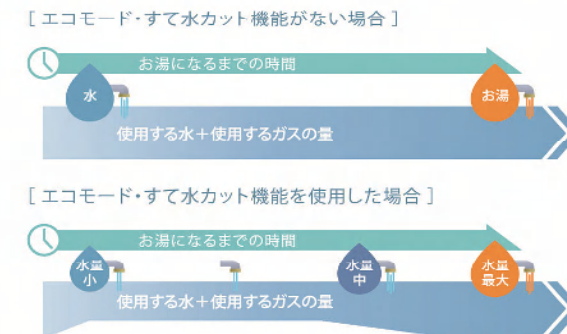 [ エコモード・すて水カット機能がない場合 ]
お湯になるまでの時間
水
お湯
使用する水＋使用するガスの量
[ エコモード・すて水カット機能を使用した場合 ]
お湯になるまでの時間
水量
小
水量
中
水量
最大
使用する水＋使用するガスの量